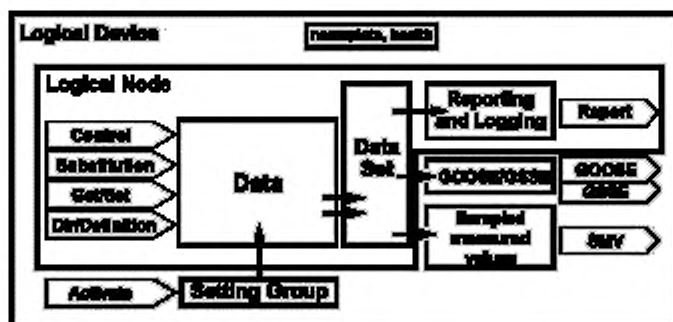 Logical Device
nameplate, health
Logical Node
Control
Substitution
Get/Set
Dir/Definition
Data
Data
Set
Reporting
and Logging
Report
GOOSE/GSSE
GOOSE
GSSE
Sampled
measured
values
SMV
Activate
Setting Group